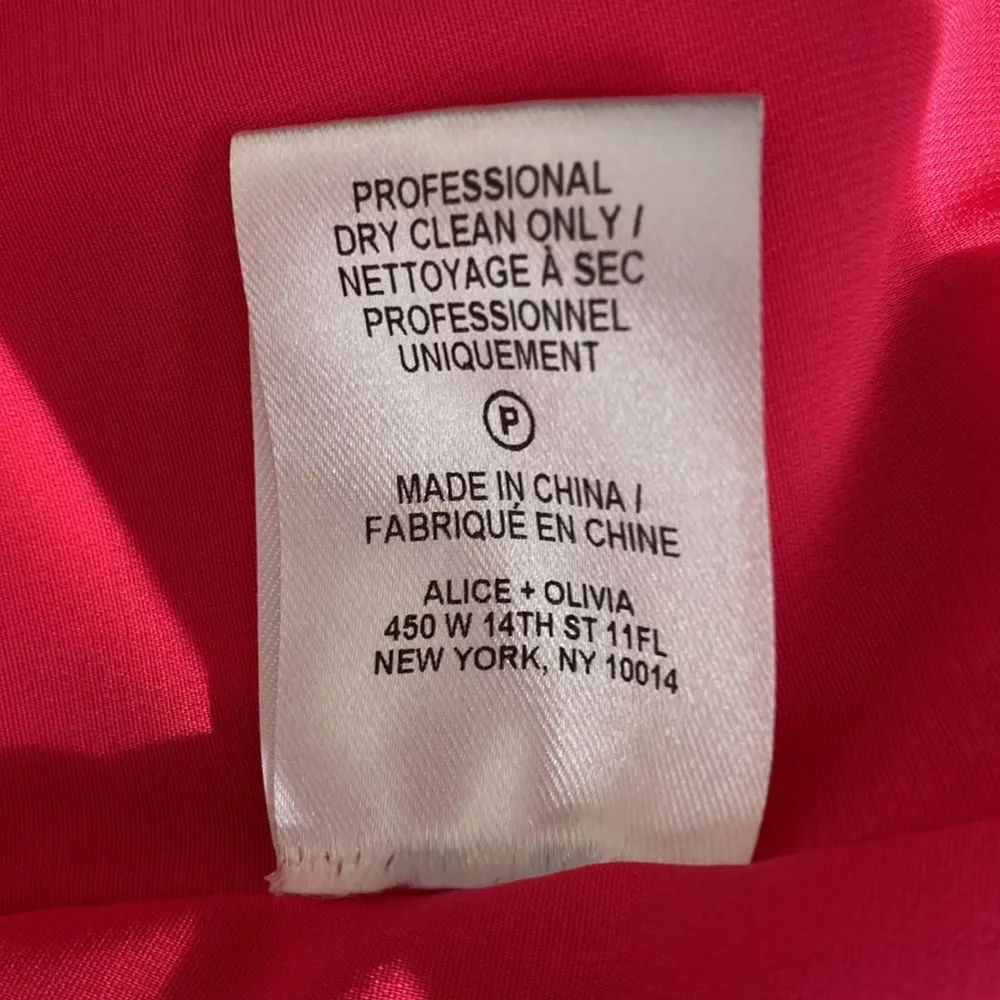 PROFESSIONAL
DRY CLEAN ONLY /
NETTOYAGE À SEC
PROFESSIONNEL
UNIQUEMENT
P
MADE IN CHINA /
FABRIQUÉ EN CHINE
ALICE + OLIVIA
450 W 14TH ST 11FL
NEW YORK, NY 10014